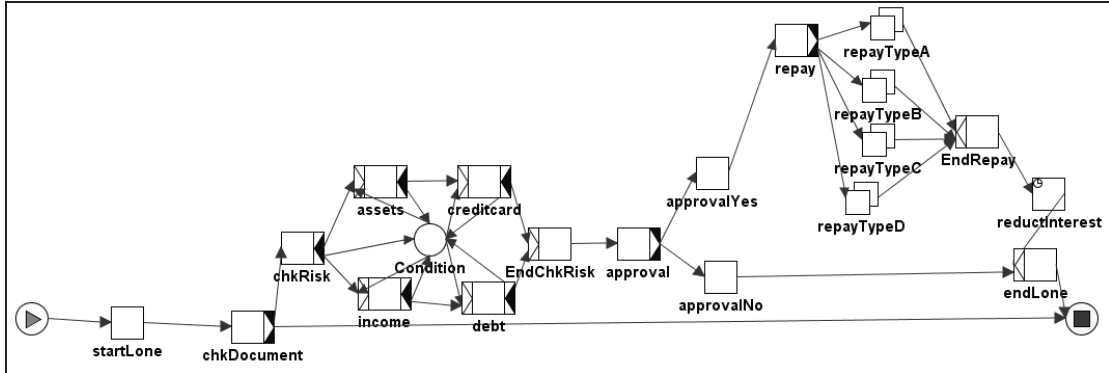 startLone
chkDocument
chkRisk
assets
creditcard
Condition
income
debt
EndChkRisk
approval
approvalYes
approvalNo
repay
repayTypeA
repayTypeB
repayTypeC
repayTypeD
EndRepay
reductInterest
endLone